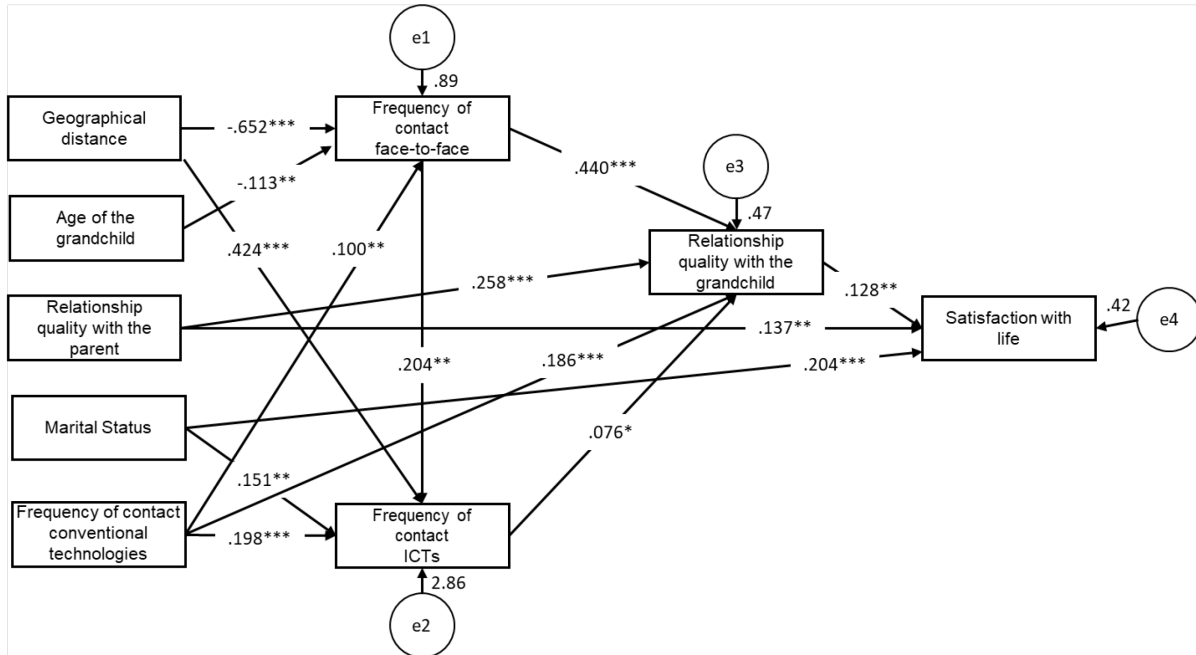 e1
.89
Geographical
distance
-.652***
Frequency of
contact
face-to-face
-.113**
.440***
e3
.47
Age of the
grandchild
.424***
.100**
Relationship
quality with the
grandchild
.258***
.128**
Relationship
quality with the
parent
.137**
Satisfaction with
life
.42
e4
.204**
.186***
.204***
Marital Status
.076*
.151**
Frequency of contact
conventional
technologies
.198***
Frequency of
contact
ICTs
2.86
e2